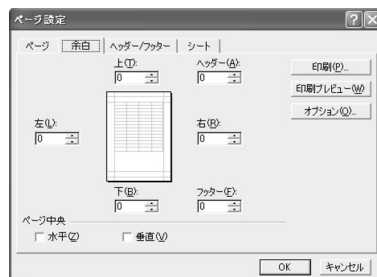 ページ設定
ページ 余白 ヘッダー/フッター シート
上(T):
0
ヘッダー(A):
0
印刷(P)...
印刷プレビュー(W)
オプション(O)...
左(L):
0
右(R):
0
下(B):
0
フッター(F):
0
ページ中央
水平(Z) 垂直(V)
OK キャンセル